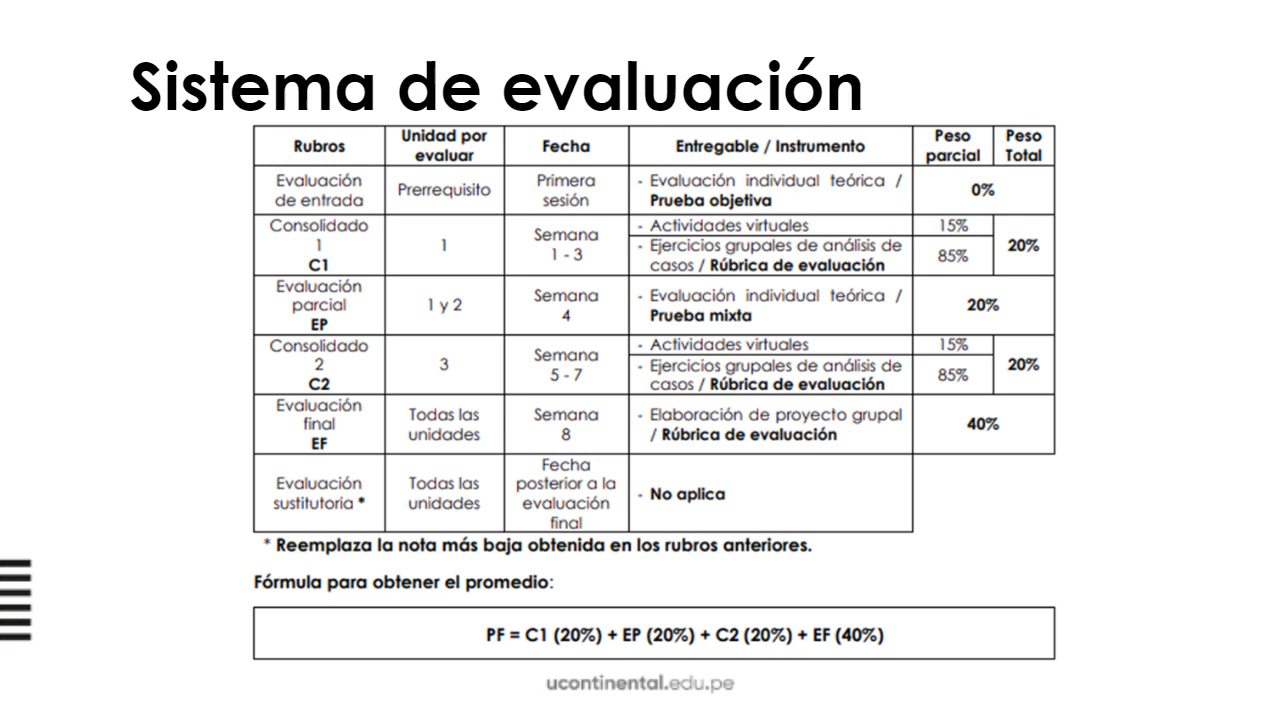 Sistema de evaluación
Rubros
Unidad por
evaluar
Fecha
Entregable / Instrumento
Peso
parcial
Peso
Total
Evaluación
de entrada
Prerrequisito
Primera
sesión
- Evaluación individual teórica /
Prueba objetiva
0%
Consolidado
1
C1
1
Semana
1 - 3
- Actividades virtuales
15%
- Ejercicios grupales de análisis de
casos / Rúbrica de evaluación
85%
20%
Evaluación
parcial
EP
1 y 2
Semana
4
- Evaluación individual teórica /
Prueba mixta
20%
Consolidado
2
C2
3
Semana
5 - 7
- Actividades virtuales
15%
- Ejercicios grupales de análisis de
casos / Rúbrica de evaluación
85%
20%
Evaluación
final
EF
Todas las
unidades
Semana
8
- Elaboración de proyecto grupal
/ Rúbrica de evaluación
40%
Evaluación
sustitutoria *
Todas las
unidades
Fecha
posterior a la
evaluación
final
- No aplica
* Reemplaza la nota más baja obtenida en los rubros anteriores.
Fórmula para obtener el promedio:
PF = C1 (20%) + EP (20%) + C2 (20%) + EF (40%)
ucontinental.edu.pe